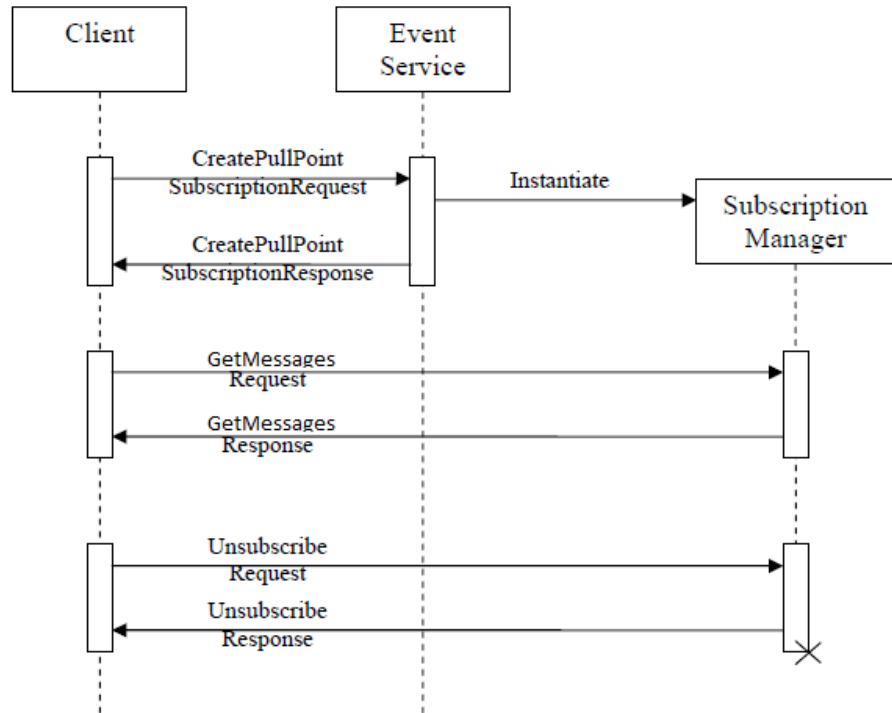 Client
Event
Service
CreatePullPoint
SubscriptionRequest
Instantiate
Subscription
Manager
CreatePullPoint
SubscriptionResponse
GetMessages
Request
GetMessages
Response
Unsubscribe
Request
Unsubscribe
Response